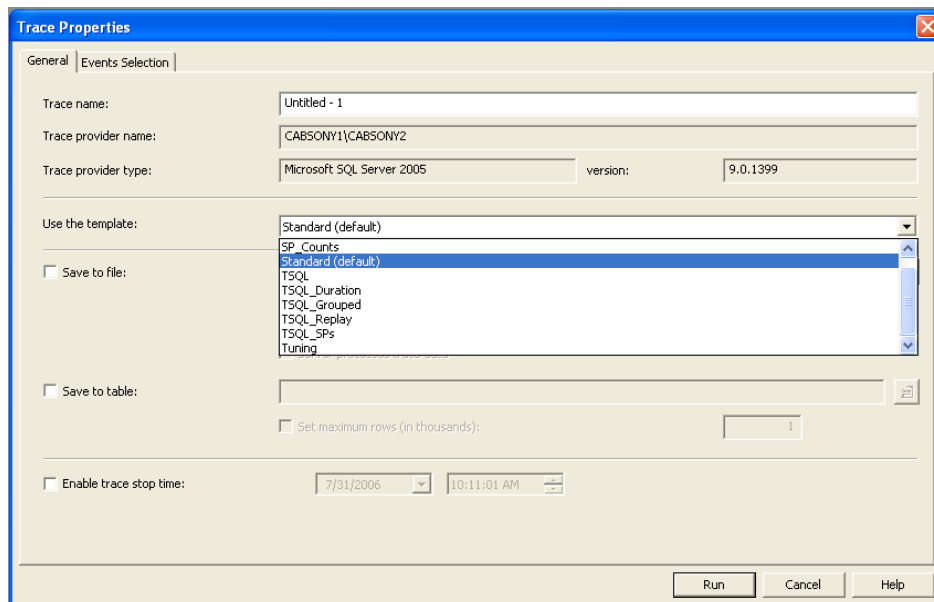 Trace Properties
General Events Selection
Trace name: Untitled - 1
Trace provider name: CABSONY1\CABSONY2
Trace provider type: Microsoft SQL Server 2005 version: 9.0.1399
Use the template: Standard (default)
SP_Counts
Standard (default)
Save to file:
TSQL
TSQL_Duration
TSQL_Grouped
TSQL_Replay
TSQL_SPs
Tuning
Save to table:
Set maximum rows (in thousands): 1
Enable trace stop time: 7/31/2006 10:11:01 AM
Run Cancel Help